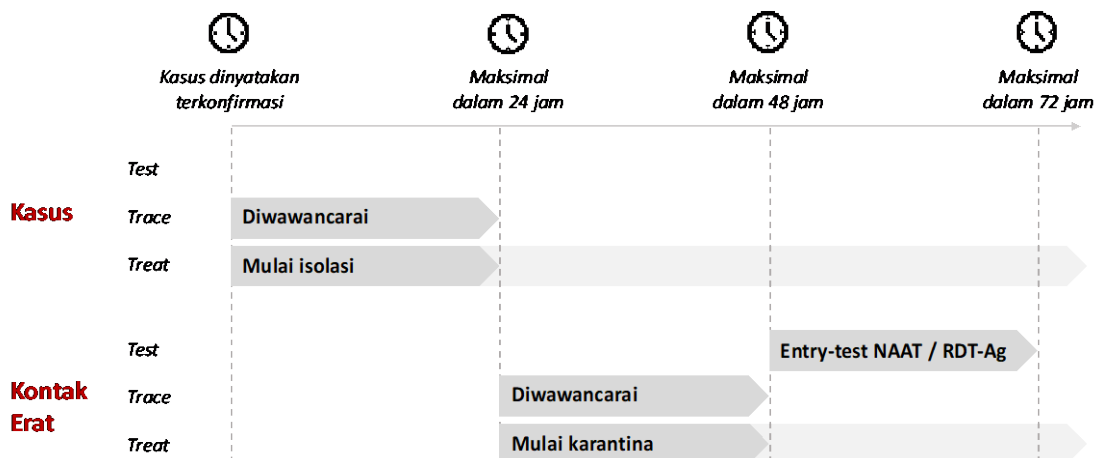 Kasus dinyatakan
terkonfirmasi
Maksimal
dalam 24 jam
Maksimal
dalam 48 jam
Maksimal
dalam 72 jam
Kasus
Test
Trace
Diwawancarai
Treat
Mulai isolasi
Kontak
Erat
Test
Entry-test NAAT / RDT-Ag
Trace
Diwawancarai
Treat
Mulai karantina